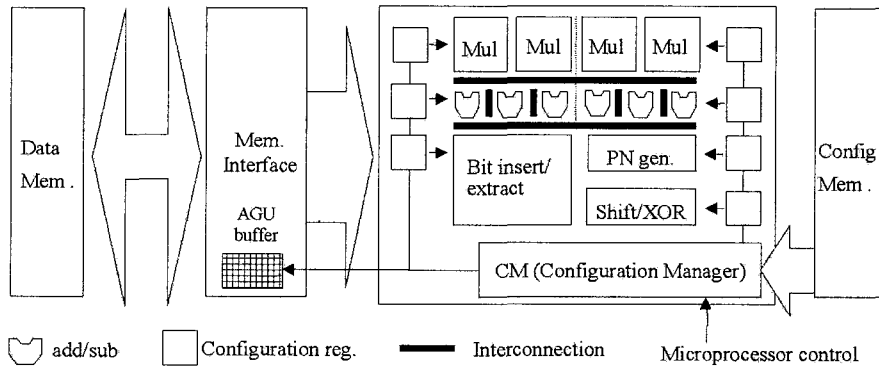 Data
Mem.
Mem.
Interface
AGU
buffer
Mul
Mul
Mul
Mul
Bit insert/
extract
PN gen.
Shift/XOR
CM (Configuration Manager)
Config
Mem.
add/sub
Configuration reg.
Interconnection
Microprocessor control